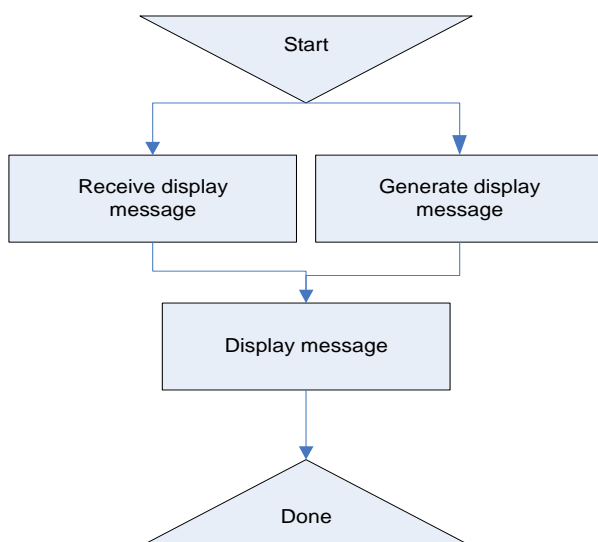 Start
Receive display
message
Generate display
message
Display message
Done